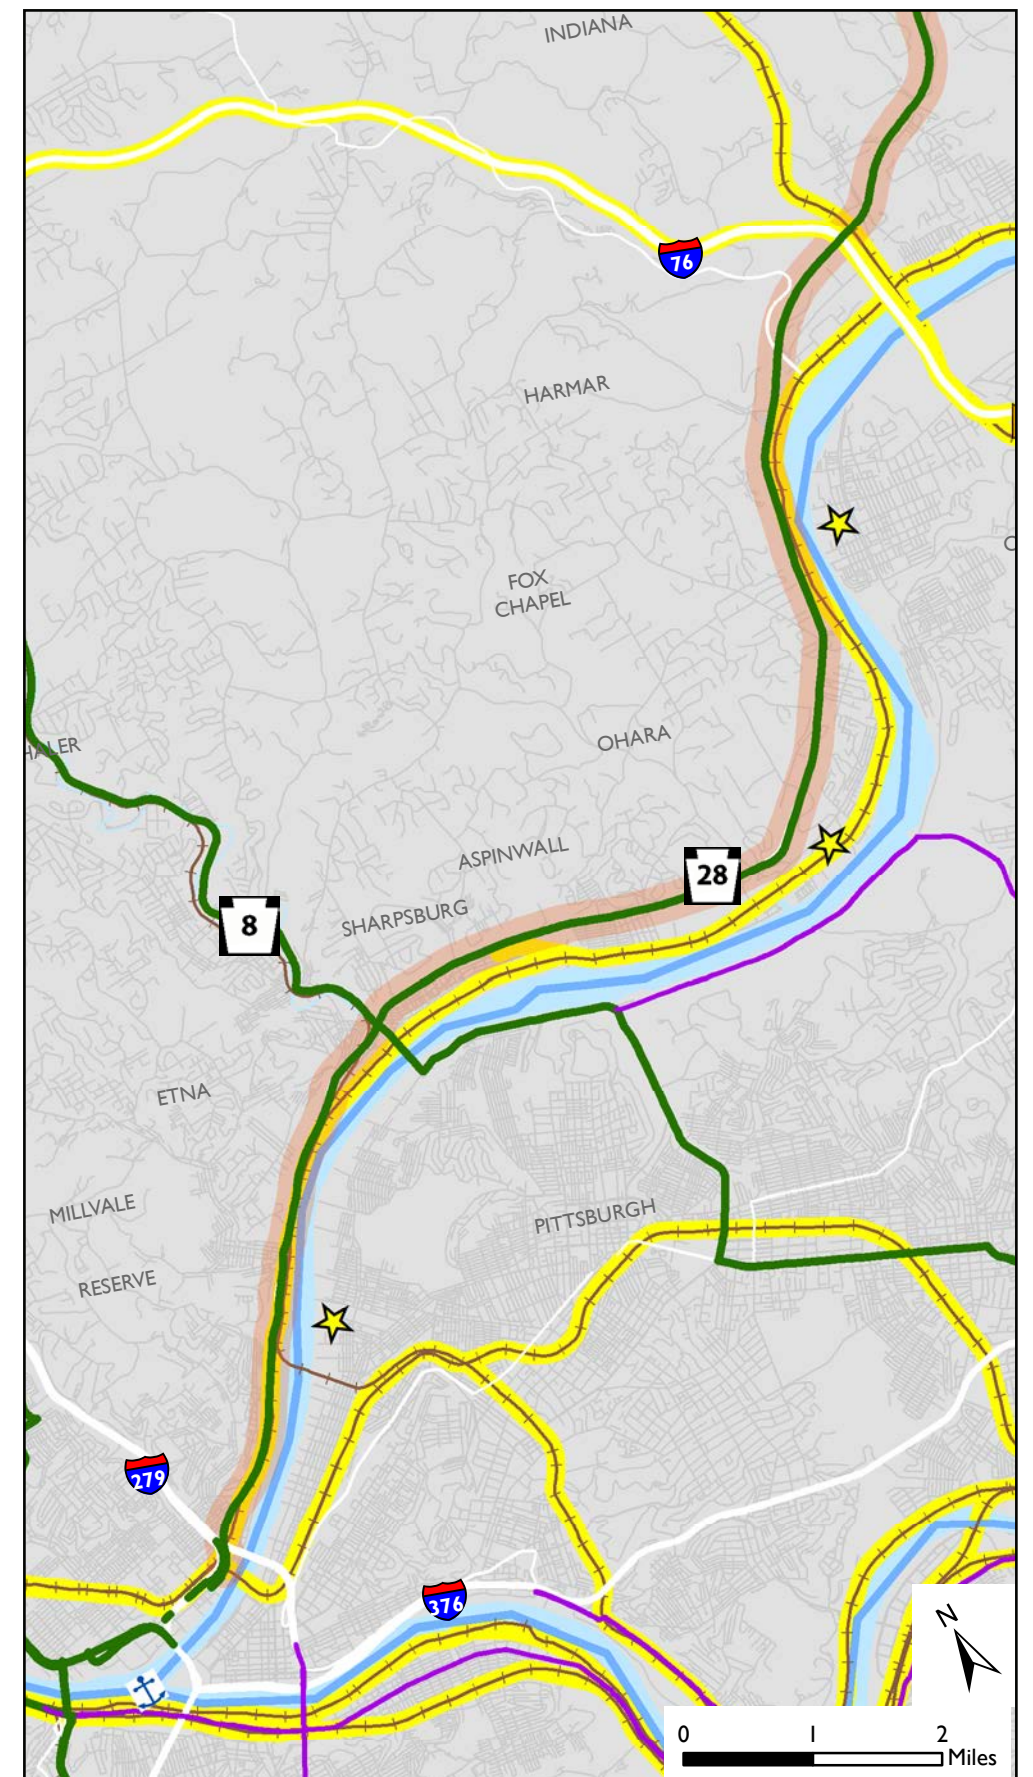 INDIANA
76
HARMAR
FOX
CHAPEL
OHARA
HALER
ASPINWALL
28
SHARPSBURG
8
ETNA
MILLVALE
PITTSBURGH
RESERVE
279
376
N
0 1 2
Miles